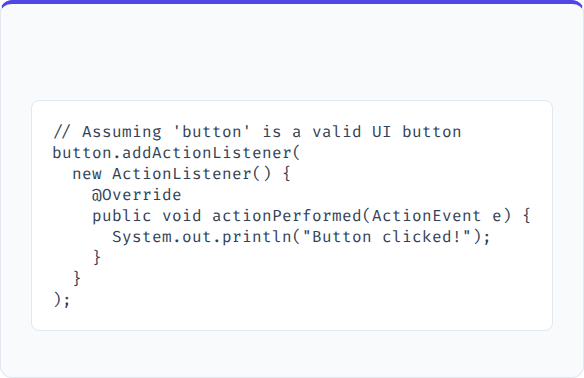 // Assuming 'button' is a valid UI button
button.addActionListener(
  new ActionListener() {
    @Override
    public void actionPerformed(ActionEvent e) {
      System.out.println("Button clicked!");
    }
  }
);